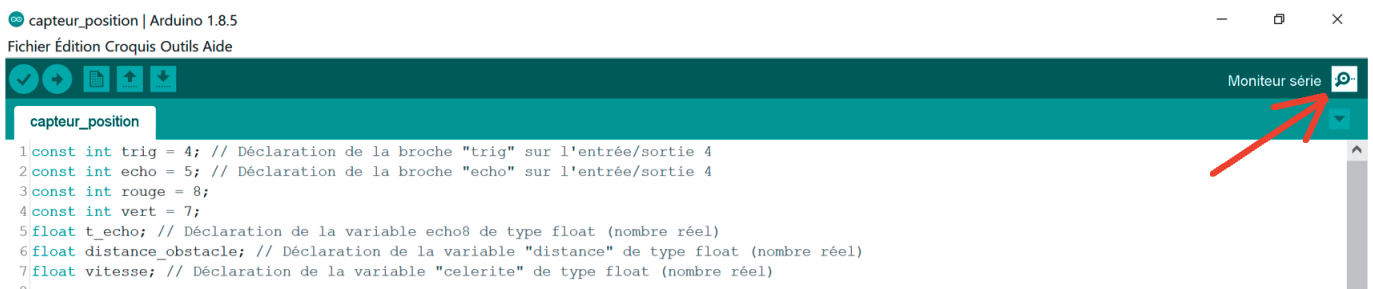 capteur_position | Arduino 1.8.5
Fichier Édition Croquis Outils Aide
Moniteur série
capteur_position
1 const int trig = 4; // Déclaration de la broche "trig" sur l'entrée/sortie 4
2 const int echo = 5; // Déclaration de la broche "echo" sur l'entrée/sortie 4
3 const int rouge = 8;
4 const int vert = 7;
5 float t_echo; // Déclaration de la variable echo8 de type float (nombre réel)
6 float distance_obstacle; // Déclaration de la variable "distance" de type float (nombre réel)
7 float vitesse; // Déclaration de la variable "celerite" de type float (nombre réel)